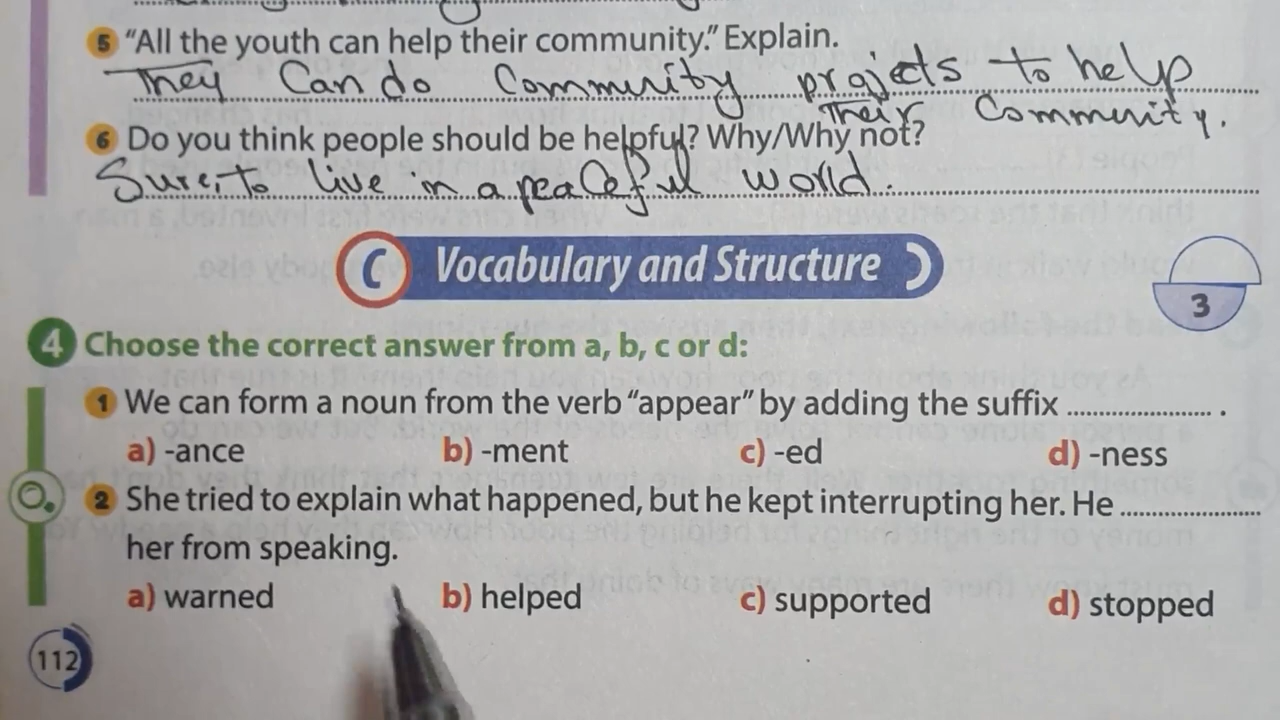 5 "All the youth can help their community." Explain.
They can do community projcts to help
their community.
6 Do you think people should be helpful? Why/Why not?
Sure, to live in a peaceful world.
C Vocabulary and Structure
3
4 Choose the correct answer from a, b, c or d:
1 We can form a noun from the verb "appear" by adding the suffix ........................ .
a) -ance b) -ment c) -ed d) -ness
2 She tried to explain what happened, but he kept interrupting her. He ........................
her from speaking.
a) warned b) helped c) supported d) stopped
112